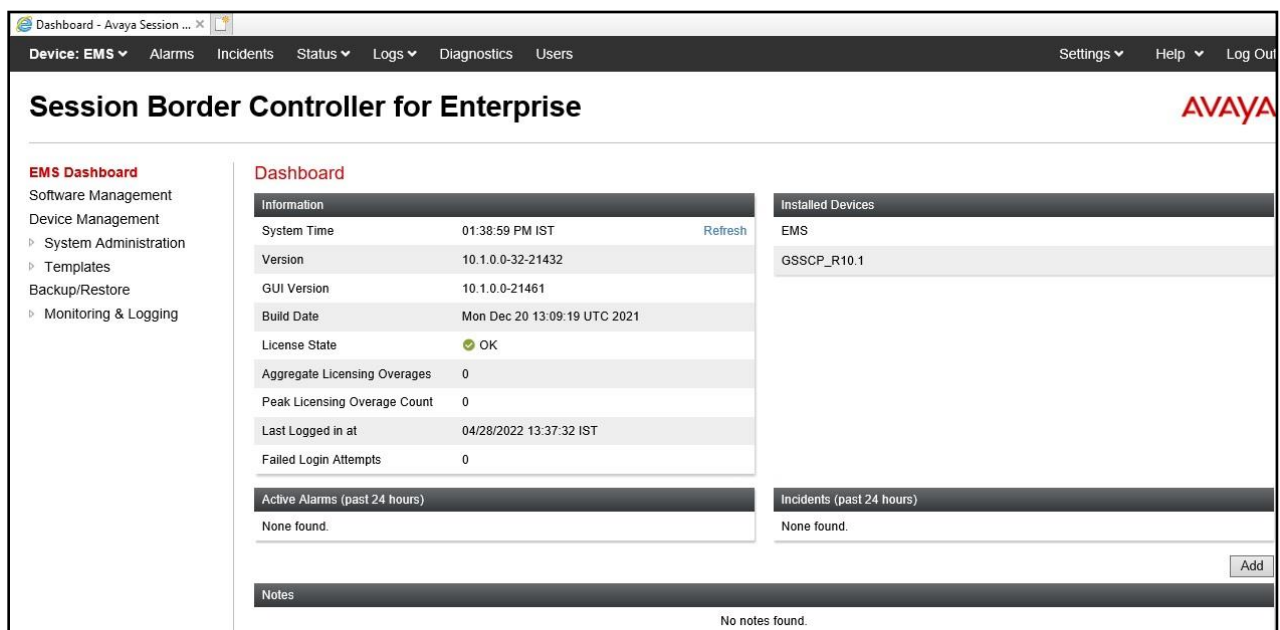 Dashboard - Avaya Session ...
Device: EMS Alarms Incidents Status Logs Diagnostics Users Settings Help Log Out
Session Border Controller for Enterprise
AVAYA
EMS Dashboard
Software Management
Device Management
System Administration
Templates
Backup/Restore
Monitoring & Logging
Dashboard
Information
System Time 01:38:59 PM IST Refresh
Version 10.1.0.0-32-21432
GUI Version 10.1.0.0-21461
Build Date Mon Dec 20 13:09:19 UTC 2021
License State OK
Aggregate Licensing Overages 0
Peak Licensing Overage Count 0
Last Logged in at 04/28/2022 13:37:32 IST
Failed Login Attempts 0
Installed Devices
EMS
GSSCP_R10.1
Active Alarms (past 24 hours)
None found.
Incidents (past 24 hours)
None found.
Add
Notes
No notes found.